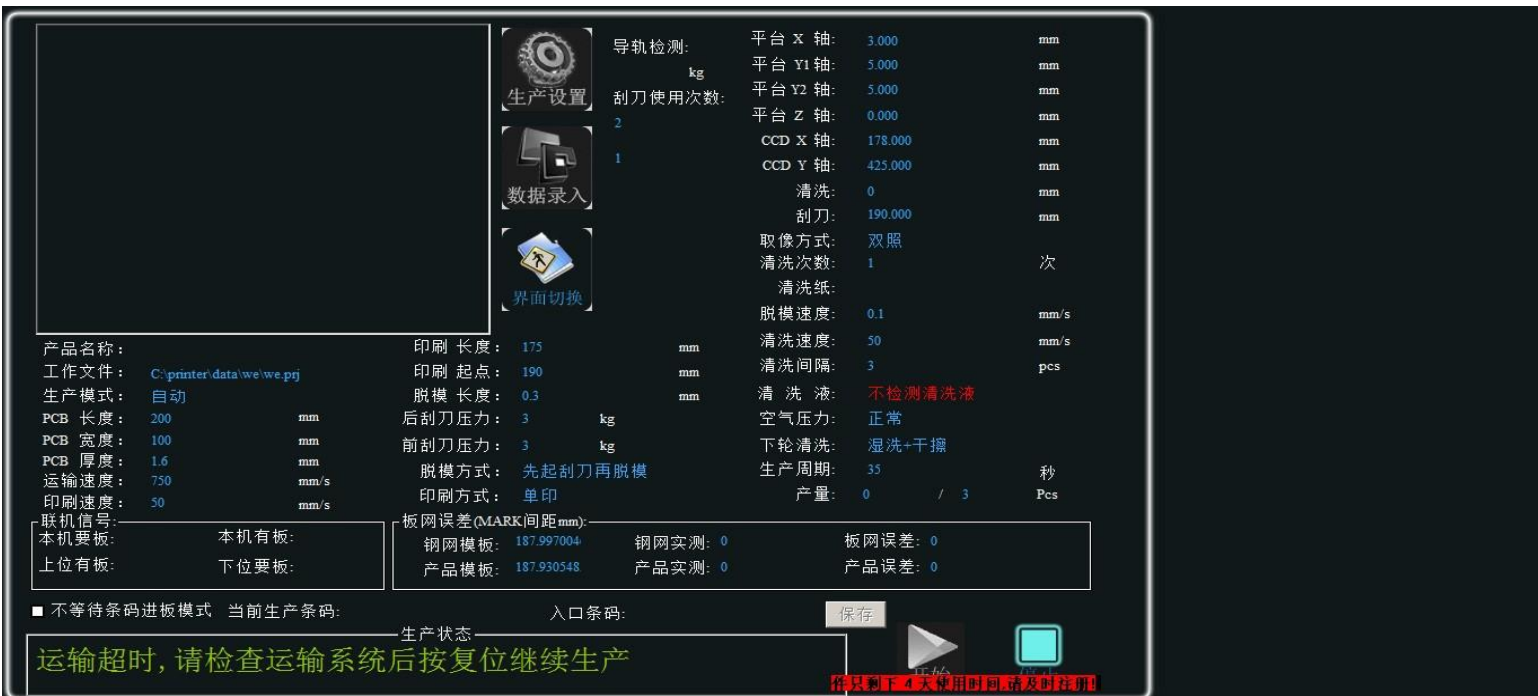 生产设置
数据录入
界面切换
导轨检测:
kg
刮刀使用次数:
2
1
平台 X 轴: 3.000 mm
平台 Y1 轴: 5.000 mm
平台 Y2 轴: 5.000 mm
平台 Z 轴: 0.000 mm
CCD X 轴: 178.000 mm
CCD Y 轴: 425.000 mm
清洗: 0 mm
刮刀: 190.000 mm
取像方式: 双照
清洗次数: 1 次
清洗纸:
脱模速度: 0.1 mm/s
清洗速度: 50 mm/s
清洗间隔: 3 pcs
清 洗 液: 不检测清洗液
空气压力: 正常
下轮清洗: 湿洗+干擦
生产周期: 35 秒
产量: 0 / 3 Pcs
产品名称:
工作文件: C:\printer\data\we\we.prj
生产模式: 自动
PCB 长度: 200 mm
PCB 宽度: 100 mm
PCB 厚度: 1.6 mm
运输速度: 750 mm/s
印刷速度: 50 mm/s
印刷 长度: 175 mm
印刷 起点: 190 mm
脱模 长度: 0.3 mm
后刮刀压力: 3 kg
前刮刀压力: 3 kg
脱模方式: 先起刮刀再脱模
印刷方式: 单印
联机信号:
本机要板: 本机有板:
上位有板: 下位要板:
板网误差(MARK间距mm):
钢网模板: 187.997004 钢网实测: 0 板网误差: 0
产品模板: 187.930548 产品实测: 0 产品误差: 0
不等待条码进板模式 当前生产条码: 入口条码: 保存
生产状态
运输超时,请检查运输系统后按复位继续生产
开始
件只剩下 4 天使用时间,请及时注册!